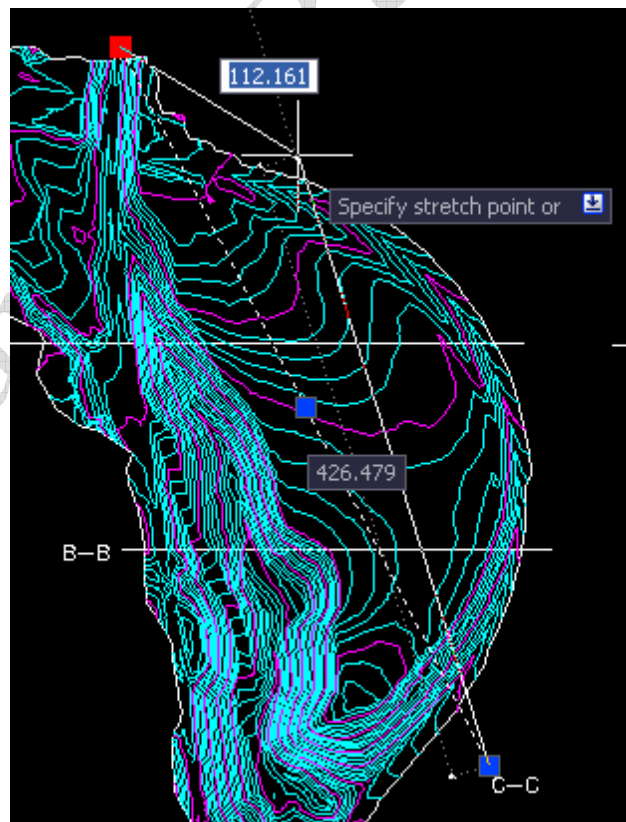 112.161
Specify stretch point or
426.479
B-B
C-C